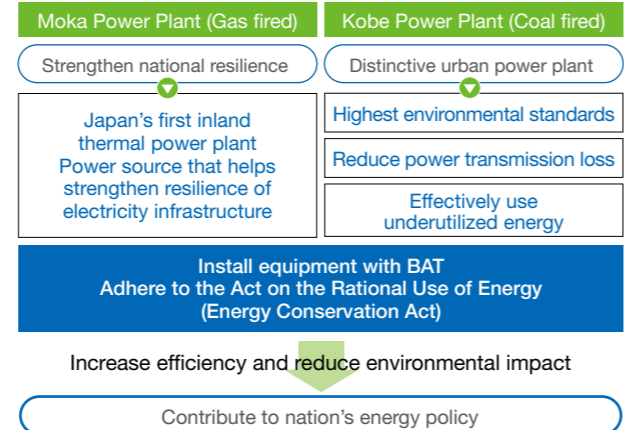 Moka Power Plant (Gas fired)
Kobe Power Plant (Coal fired)
Strengthen national resilience
Distinctive urban power plant
Japan's first inland
thermal power plant
Power source that helps
strengthen resilience of
electricity infrastructure
Highest environmental standards
Reduce power transmission loss
Effectively use
underutilized energy
Install equipment with BAT
Adhere to the Act on the Rational Use of Energy
(Energy Conservation Act)
Increase efficiency and reduce environmental impact
Contribute to nation's energy policy